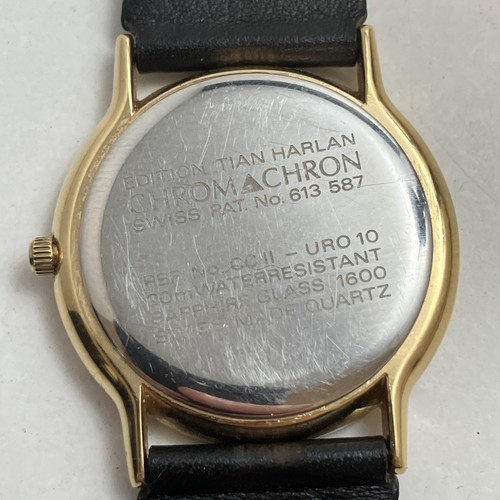 EDITION TIAN HARLAN
CHROMACHRON
SWISS PAT. No. 613 587
REF. No. CC II - URO 10
WATERRESISTANT
SAPPHIRE GLASS 1600
SWISS MADE QUARTZ